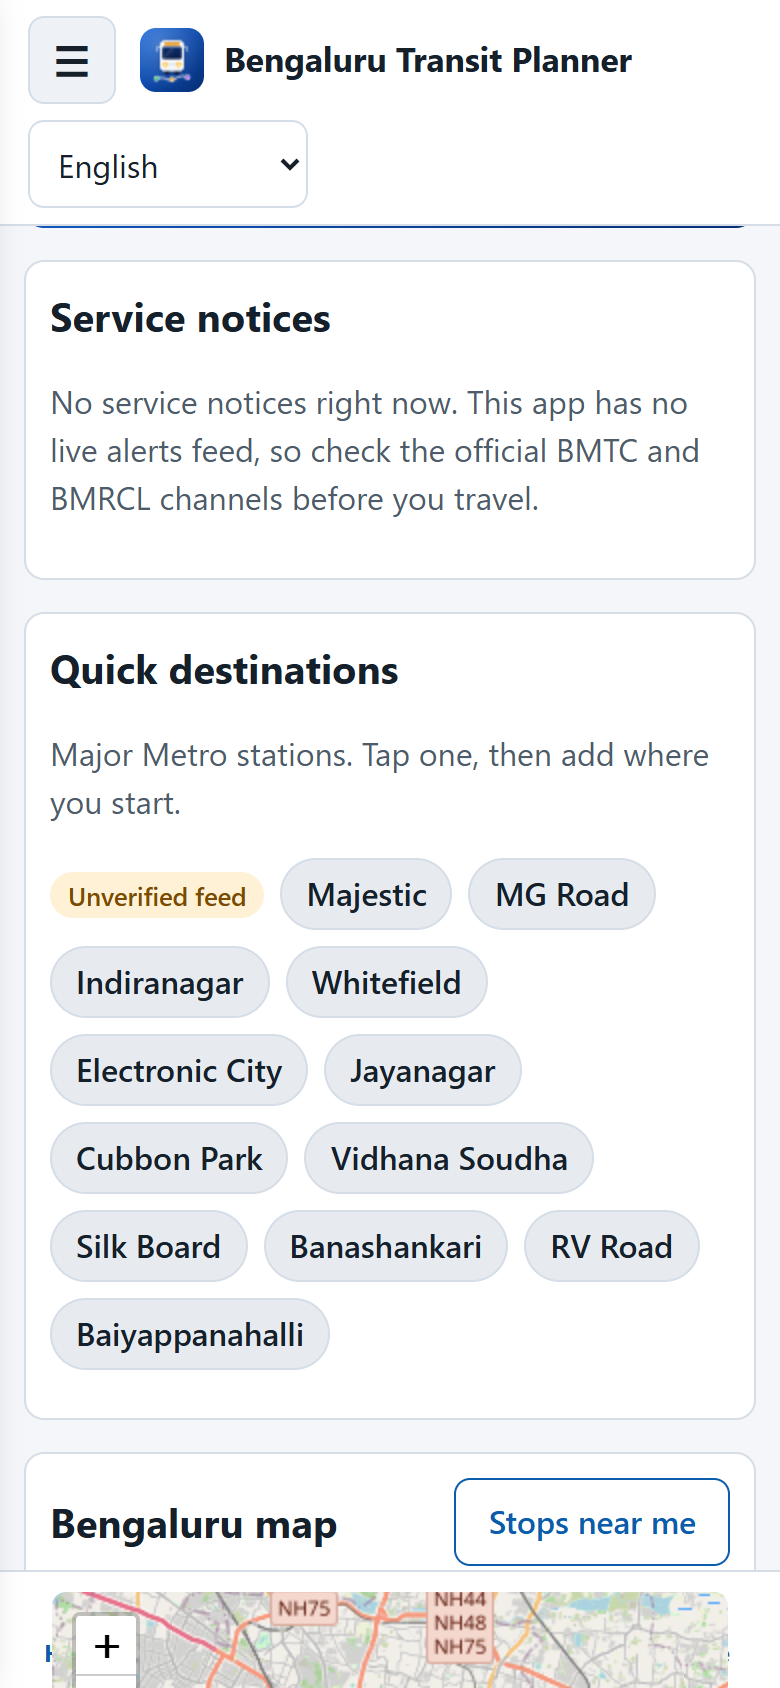 ☰ Bengaluru Transit Planner
English
Service notices
No service notices right now. This app has no
live alerts feed, so check the official BMTC and
BMRCL channels before you travel.
Quick destinations
Major Metro stations. Tap one, then add where
you start.
Unverified feed Majestic MG Road
Indiranagar Whitefield
Electronic City Jayanagar
Cubbon Park Vidhana Soudha
Silk Board Banashankari RV Road
Baiyappanahalli
Bengaluru map Stops near me
NH75
NH44
NH48
NH75
+